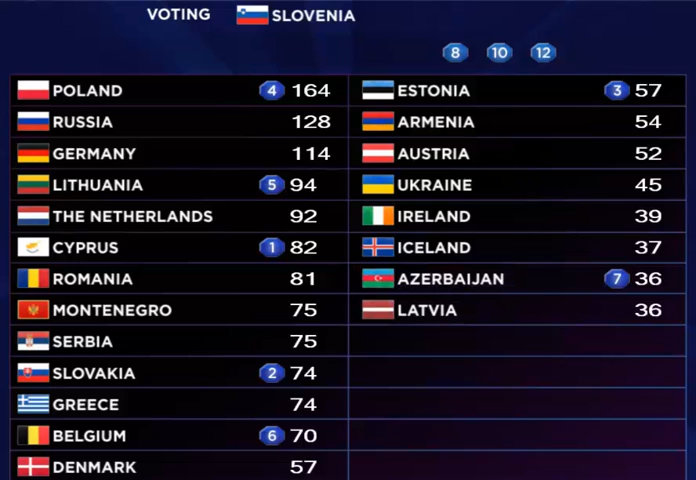 VOTING SLOVENIA
8 10 12
POLAND 4 164
RUSSIA 128
GERMANY 114
LITHUANIA 5 94
THE NETHERLANDS 92
CYPRUS 1 82
ROMANIA 81
MONTENEGRO 75
SERBIA 75
SLOVAKIA 2 74
GREECE 74
BELGIUM 6 70
DENMARK 57
ESTONIA 3 57
ARMENIA 54
AUSTRIA 52
UKRAINE 45
IRELAND 39
ICELAND 37
AZERBAIJAN 7 36
LATVIA 36